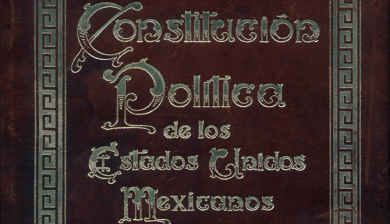 Constitución
Política
de los
Estados Unidos
Mexicanos